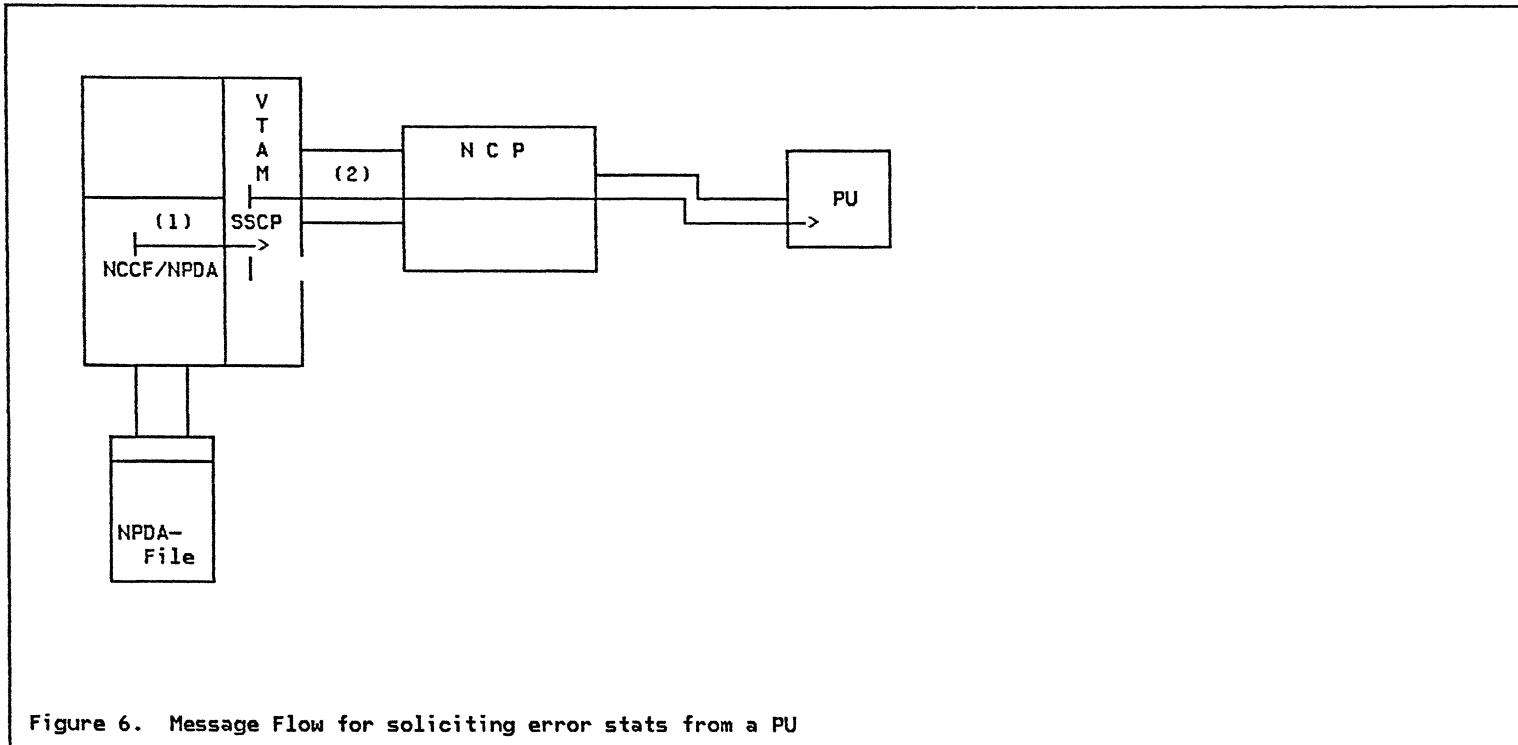 V
T
A
M
N C P
(2)
PU
(1)
SSCP
NCCF/NPDA
NPDA-
File
Figure 6. Message Flow for soliciting error stats from a PU